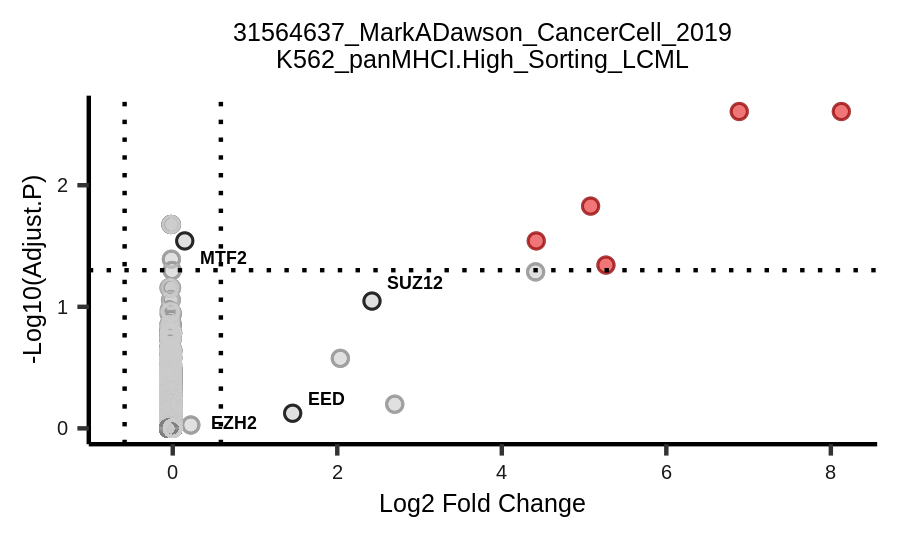 31564637_MarkADawson_CancerCell_2019
K562_panMHCI.High_Sorting_LCML
-Log10(Adjust.P)
2
1
0
MTF2
SUZ12
EED
EZH2
0 2 4 6 8
Log2 Fold Change